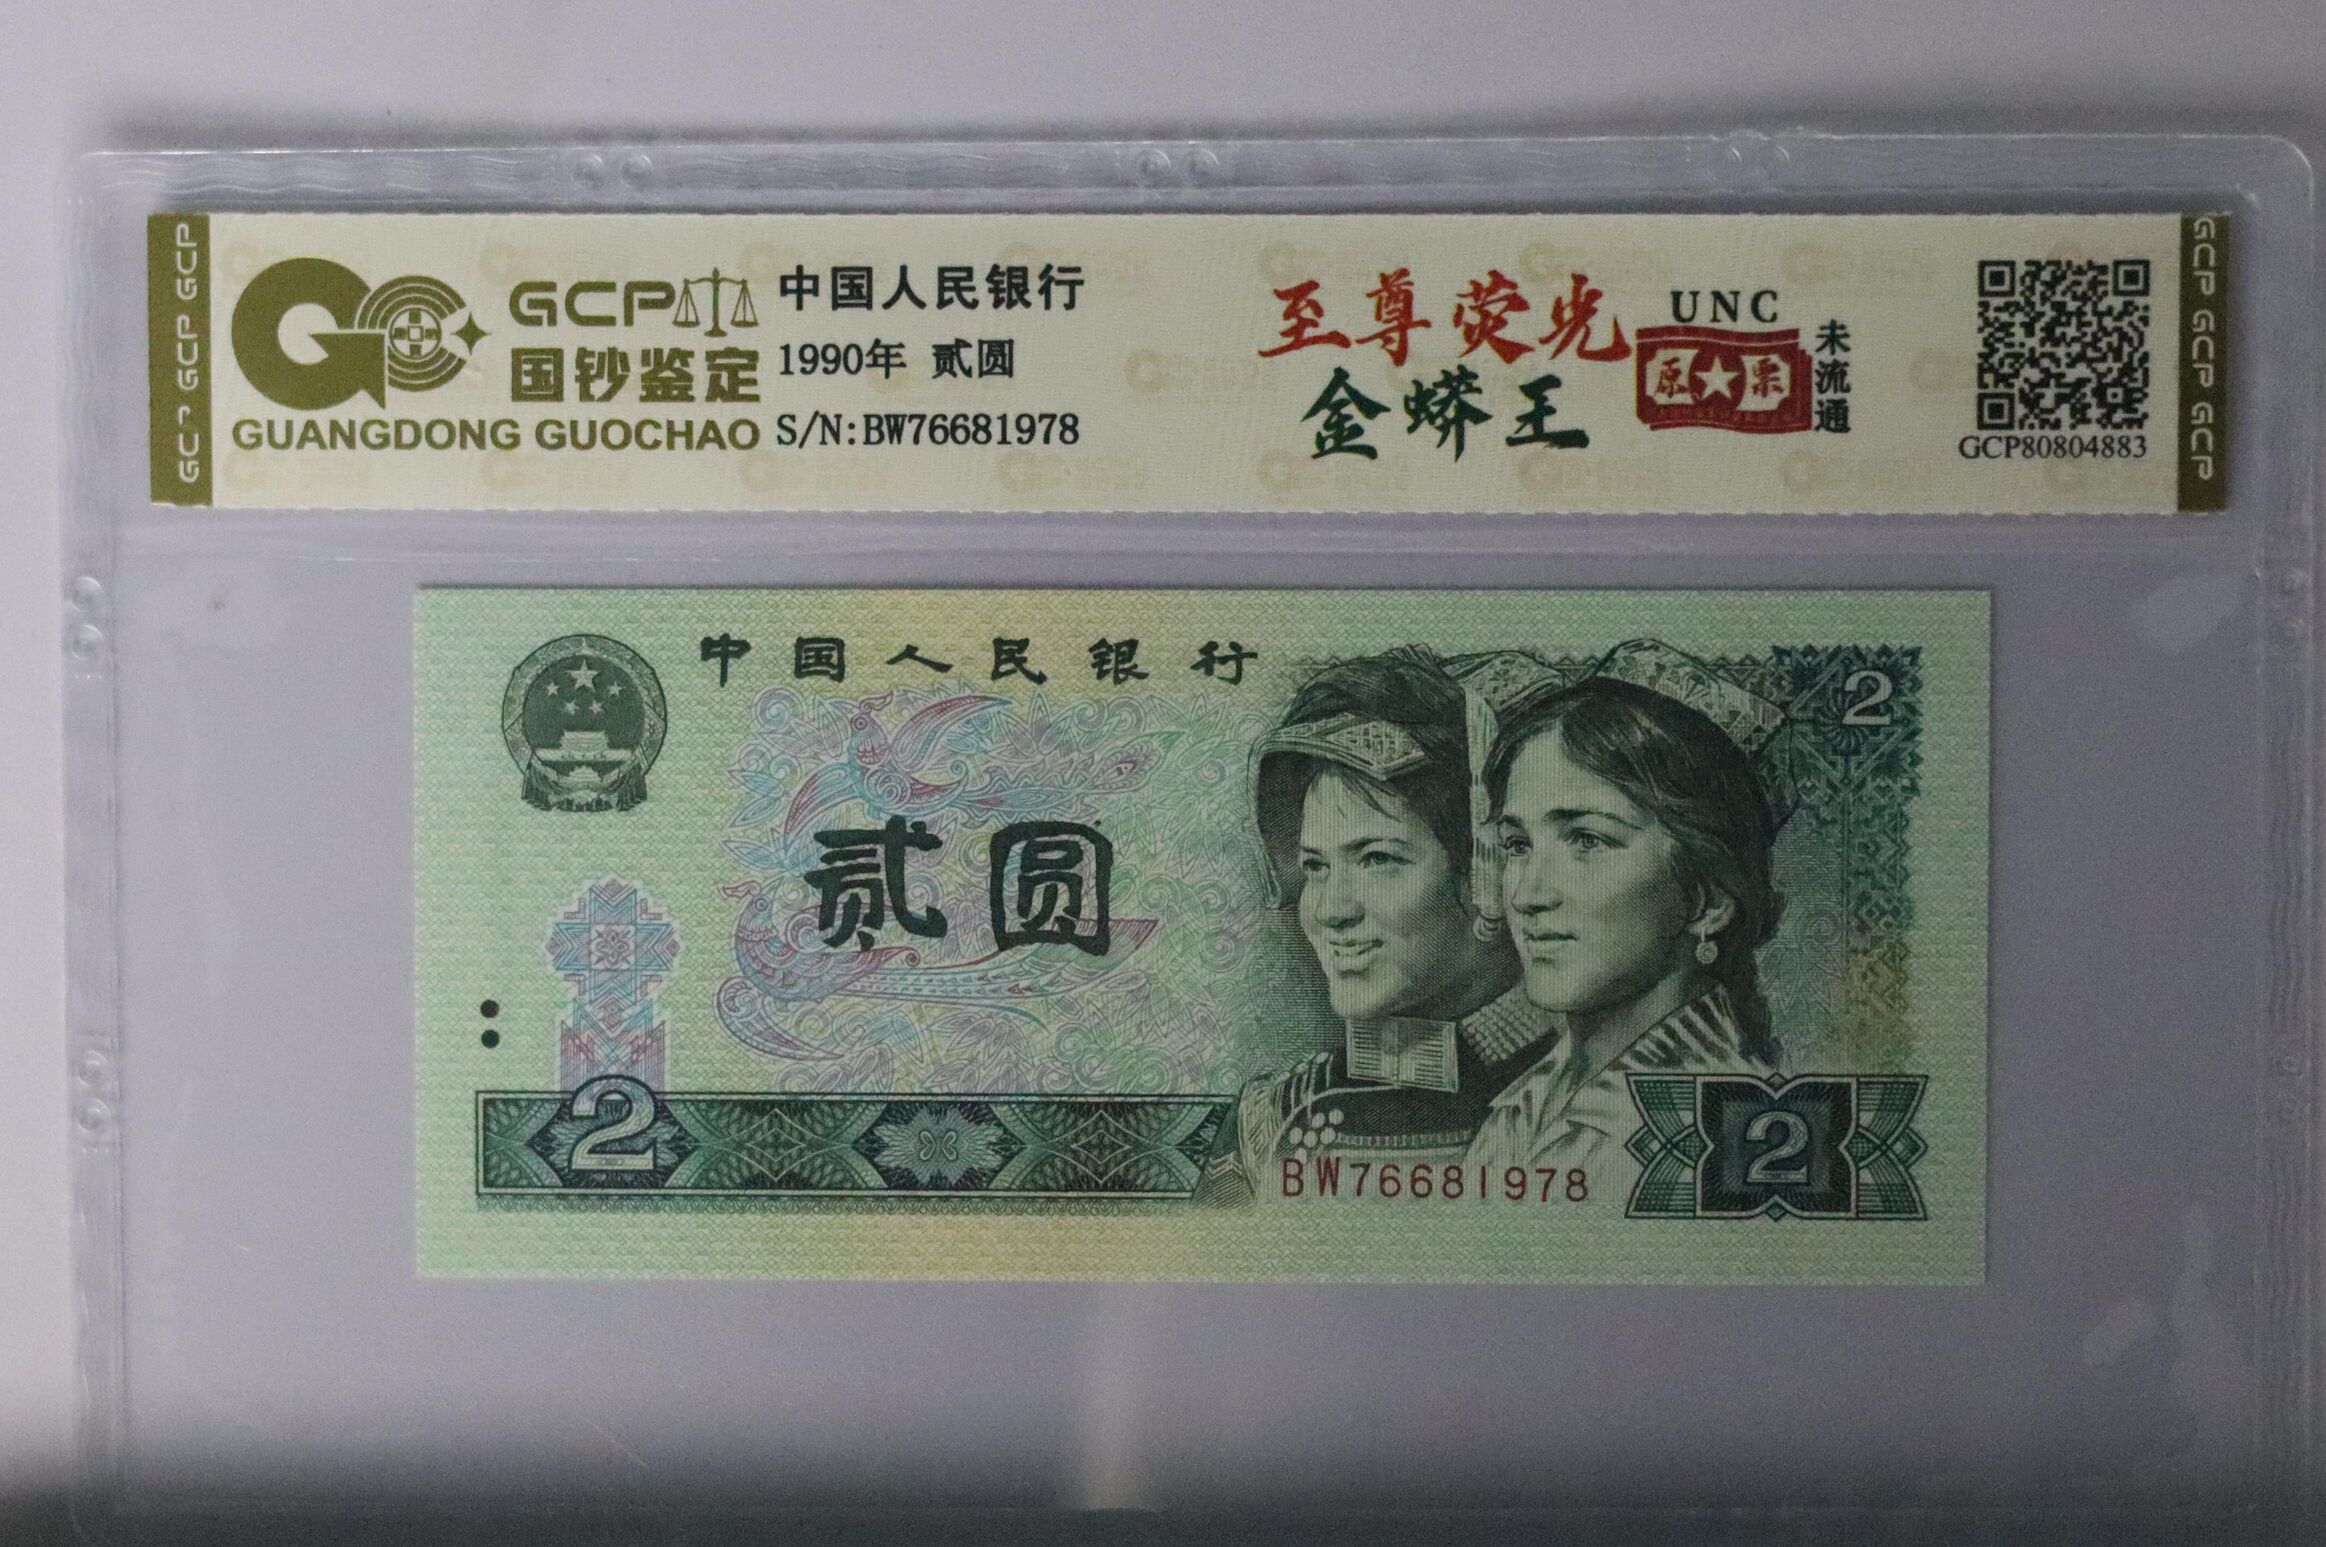 GCP GCP GCP
GCP
国钞鉴定
GUANGDONG GUOCHAO
中国人民银行
1990年 贰圆
S/N:BW76681978
至尊荧光
金蟒王
UNC
原★票
未流通
GCP80804883
GCP GCP GCP
中国人民银行
2
贰圆
2
BW76681978
2